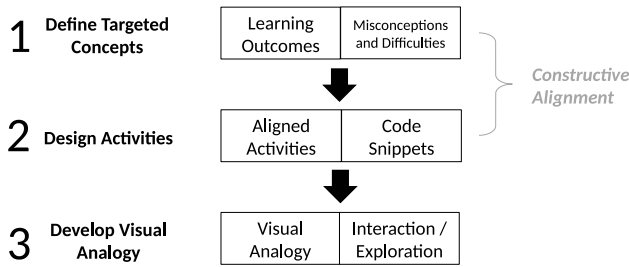 1 Define Targeted Concepts
Learning Outcomes
Misconceptions and Difficulties
Constructive Alignment
2 Design Activities
Aligned Activities
Code Snippets
3 Develop Visual Analogy
Visual Analogy
Interaction / Exploration